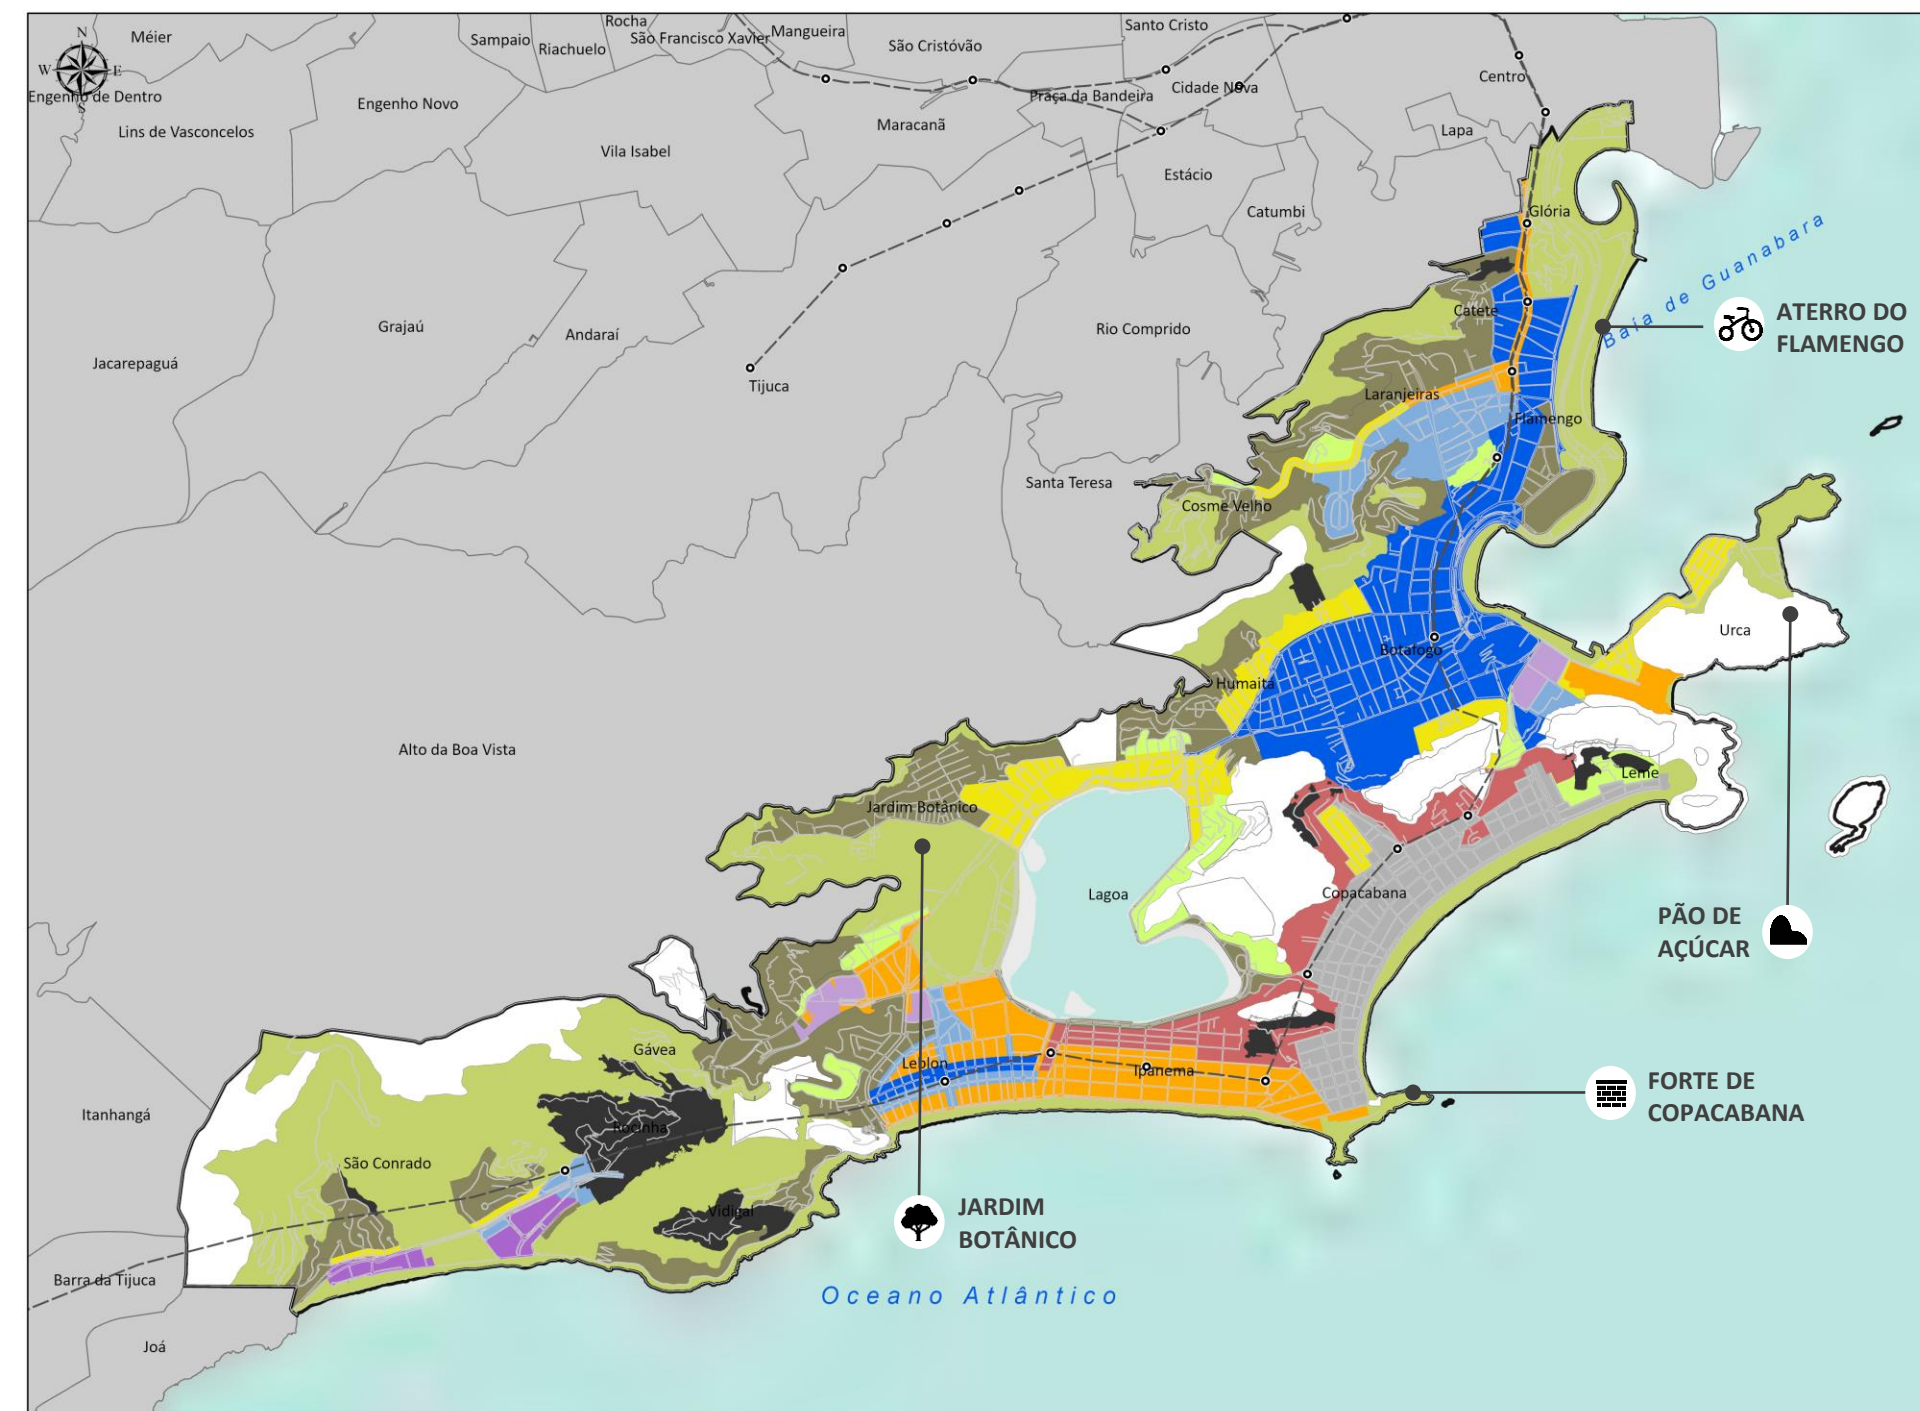 N
W
E
S
Méier
Sampaio
Rocha
Riachuelo
São Francisco Xavier
Mangueira
São Cristóvão
Santo Cristo
Centro
Engenho de Dentro
Lins de Vasconcelos
Engenho Novo
Vila Isabel
Maracanã
Praça da Bandeira
Cidade Nova
Lapa
Estácio
Catumbi
Glória
Baía de Guanabara
Jacarepaguá
Grajaú
Andaraí
Tijuca
Rio Comprido
Catete
ATERRO DO
FLAMENGO
Laranjeiras
Flamengo
Santa Teresa
Cosme Velho
Urca
Botafogo
Humaitá
Alto da Boa Vista
Leme
Jardim Botânico
Lagoa
Copacabana
PÃO DE
AÇÚCAR
Gávea
Leblon
Ipanema
FORTE DE
COPACABANA
Itanhangá
Rocinha
São Conrado
Vidigal
JARDIM
BOTÂNICO
Barra da Tijuca
Oceano Atlântico
Joá